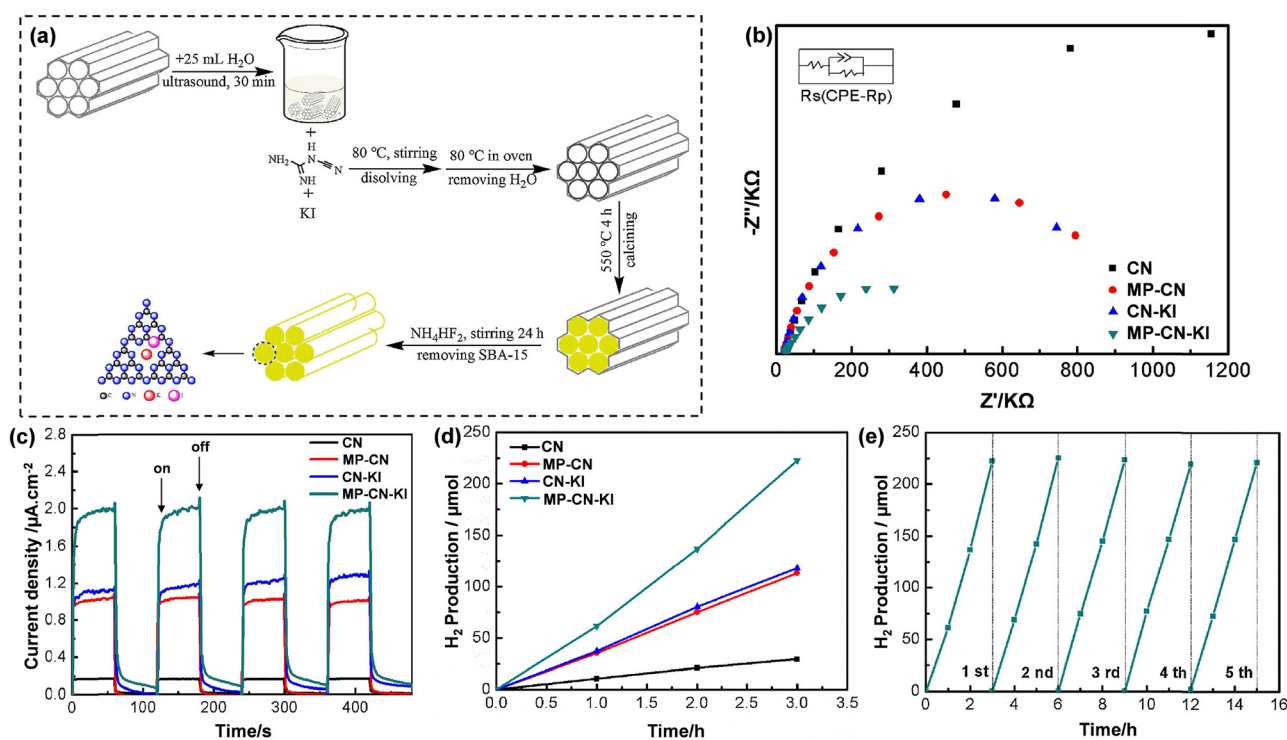 (a)
+25 mL H₂O
ultrasound, 30 min
+
H
NH₂
N
N
NH
+
KI
80 °C, stirring
disolving
80 °C in oven
removing H₂O
550 °C 4 h
calcining
NH₄HF₂, stirring 24 h
removing SBA-15
C N K I
(b)
Rs(CPE-Rp)
-Z''/KΩ
CN
MP-CN
CN-KI
MP-CN-KI
0 200 400 600 800 1000 1200
Z'/KΩ
(c)
Current density /µA.cm⁻²
2.8
2.4
2.0
1.6
1.2
0.8
0.4
0.0
on
off
CN
MP-CN
CN-KI
MP-CN-KI
0 100 200 300 400
Time/s
(d)
H₂ Production / µmol
250
225
200
175
150
125
100
75
50
25
0
CN
MP-CN
CN-KI
MP-CN-KI
0.0 0.5 1.0 1.5 2.0 2.5 3.0 3.5
Time/h
(e)
H₂ Production / µmol
250
200
150
100
50
0
1 st 2 nd 3 rd 4 th 5 th
0 2 4 6 8 10 12 14 16
Time/h